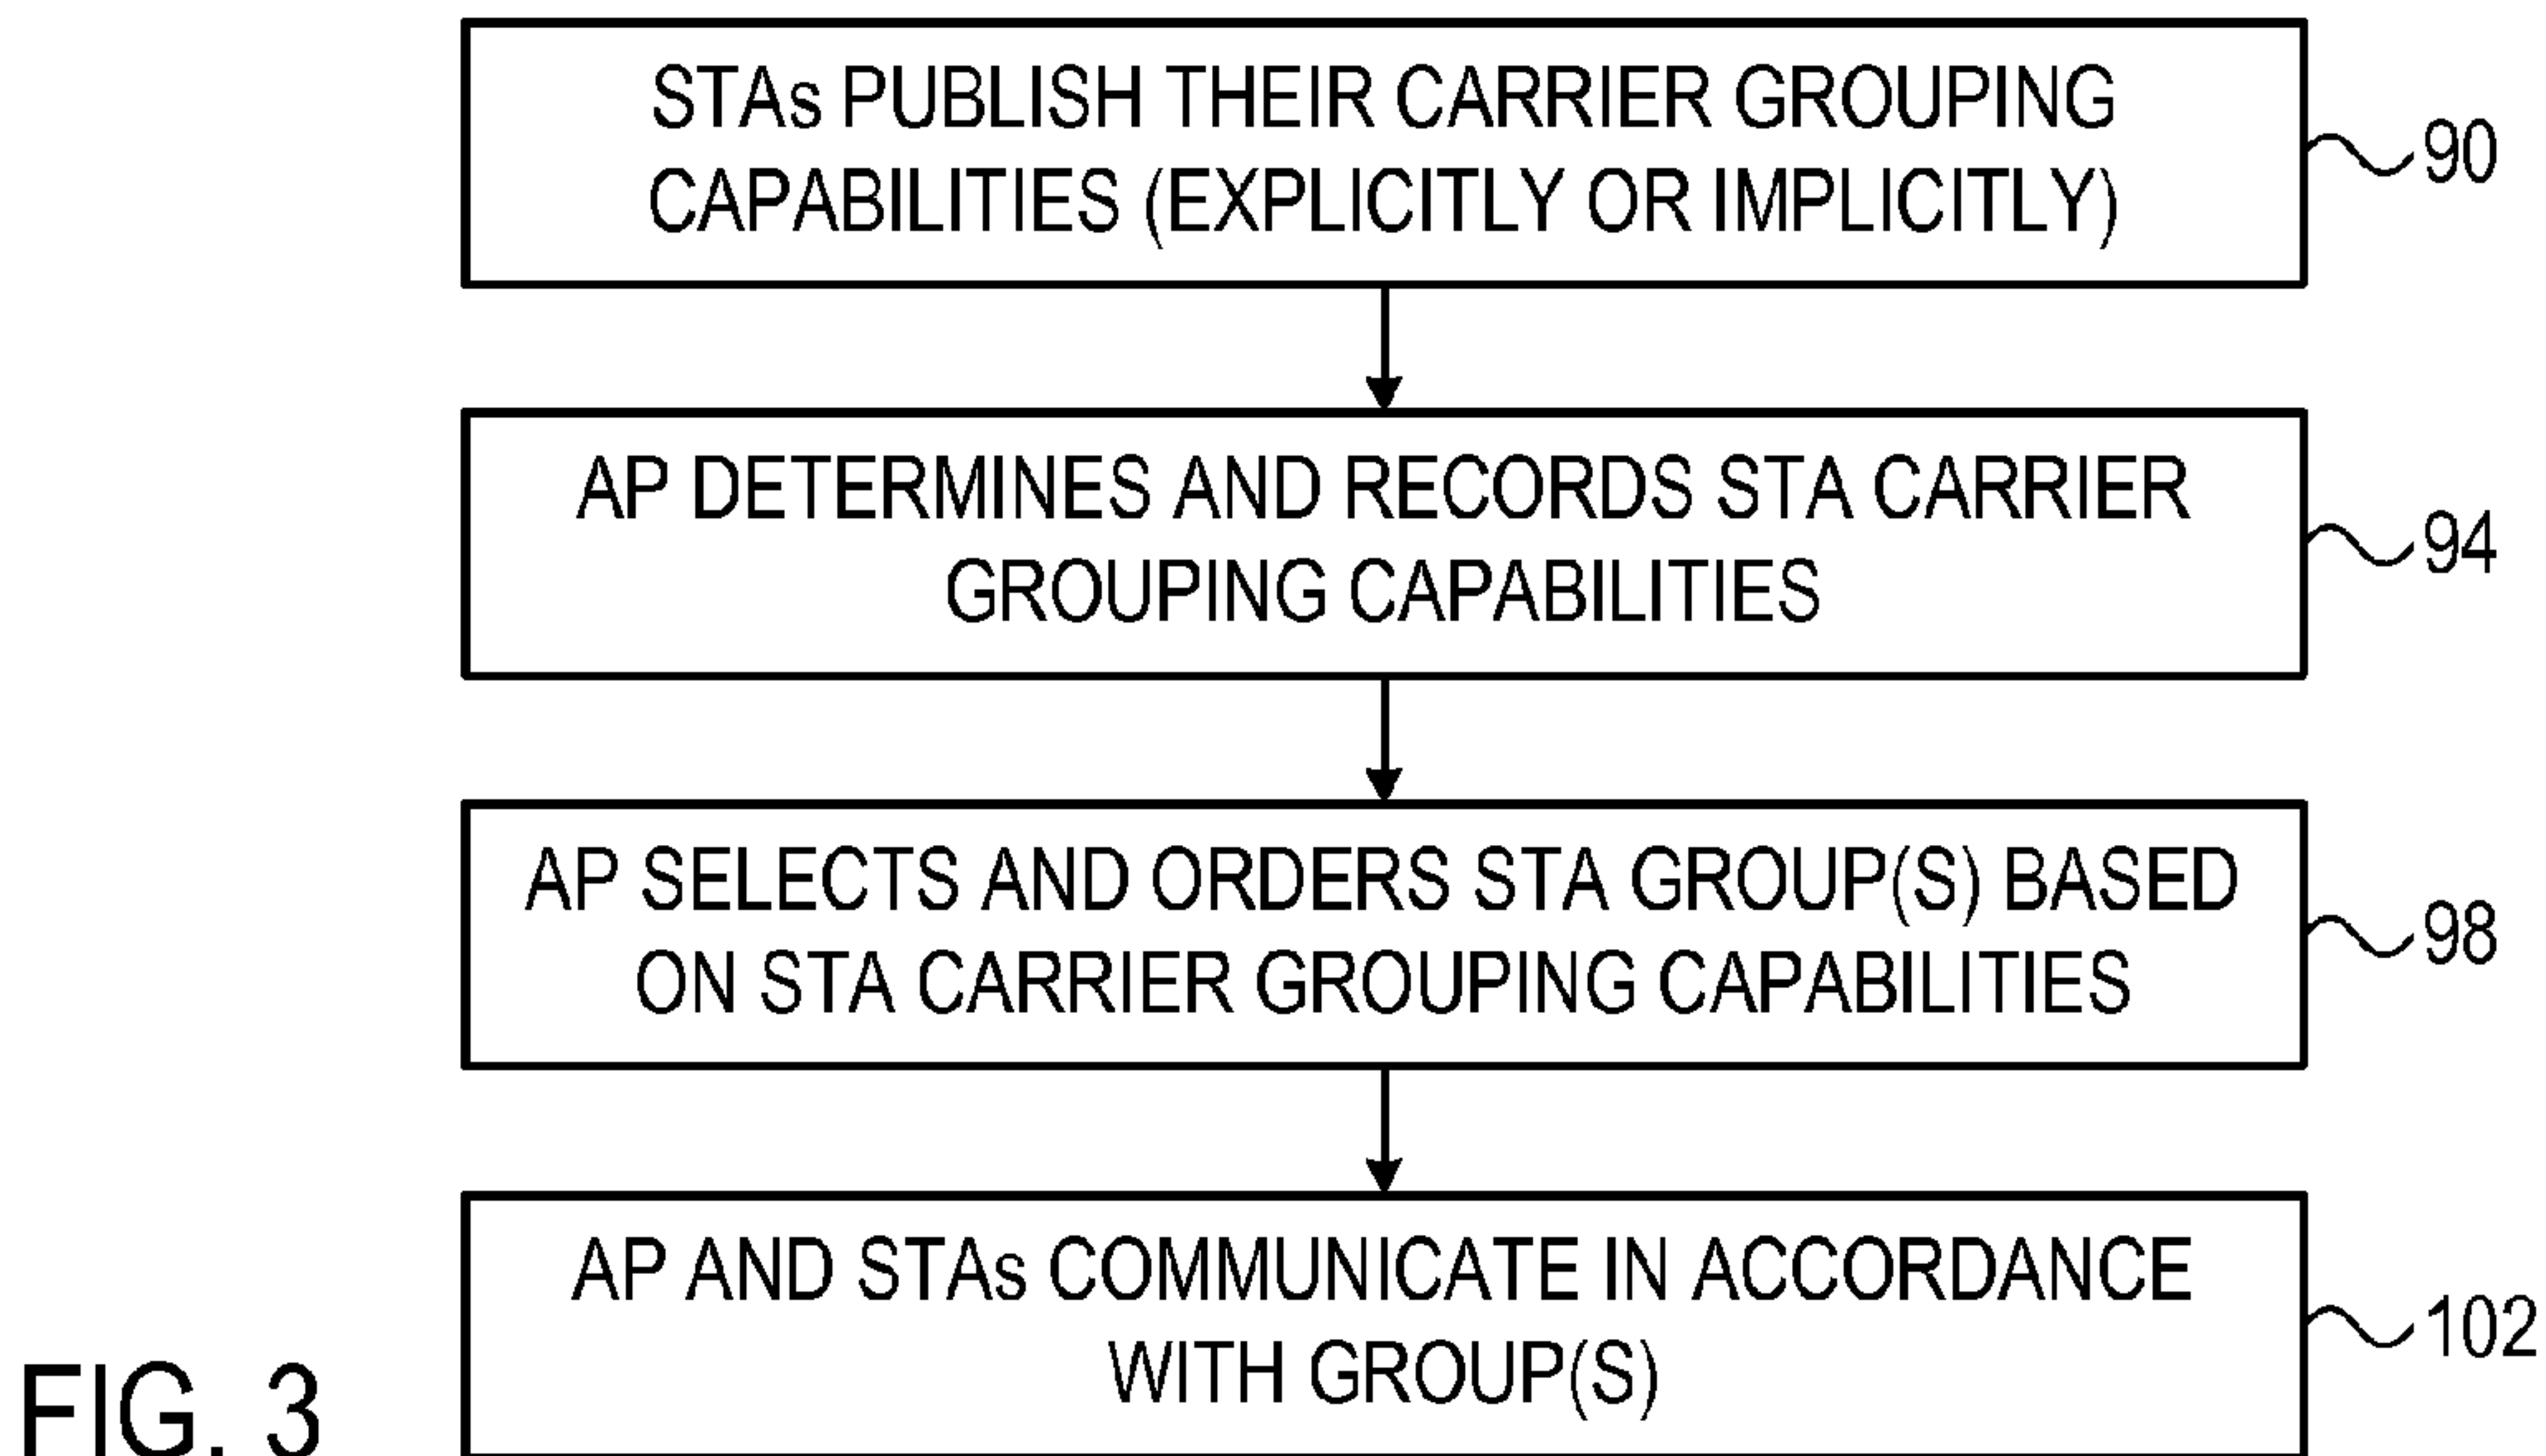 STAs PUBLISH THEIR CARRIER GROUPING
CAPABILITIES (EXPLICITLY OR IMPLICITLY)
90
AP DETERMINES AND RECORDS STA CARRIER
GROUPING CAPABILITIES
94
AP SELECTS AND ORDERS STA GROUP(S) BASED
ON STA CARRIER GROUPING CAPABILITIES
98
AP AND STAs COMMUNICATE IN ACCORDANCE
WITH GROUP(S)
102
FIG. 3